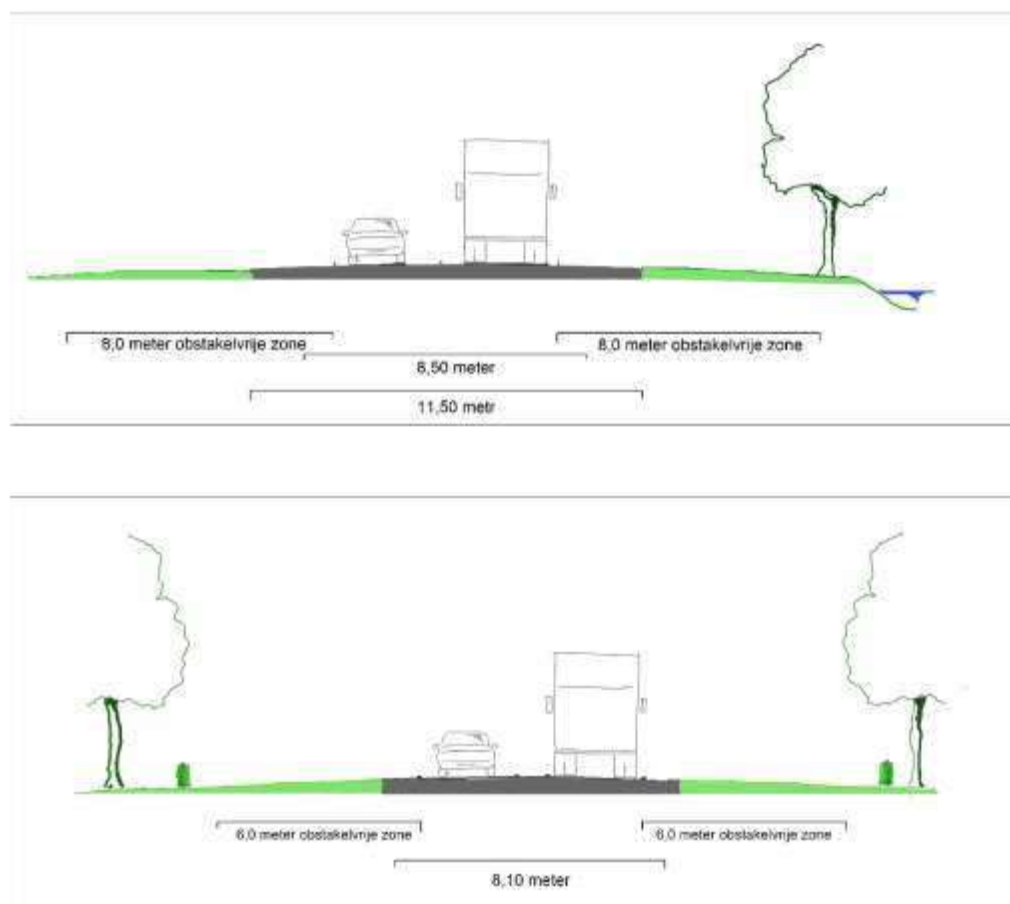 8,0 meter obstakelvrije zone
8,0 meter obstakelvrije zone
8,50 meter
11,50 metr
6,0 meter obstakelvrije zone
6,0 meter obstakelvrije zone
8,10 meter